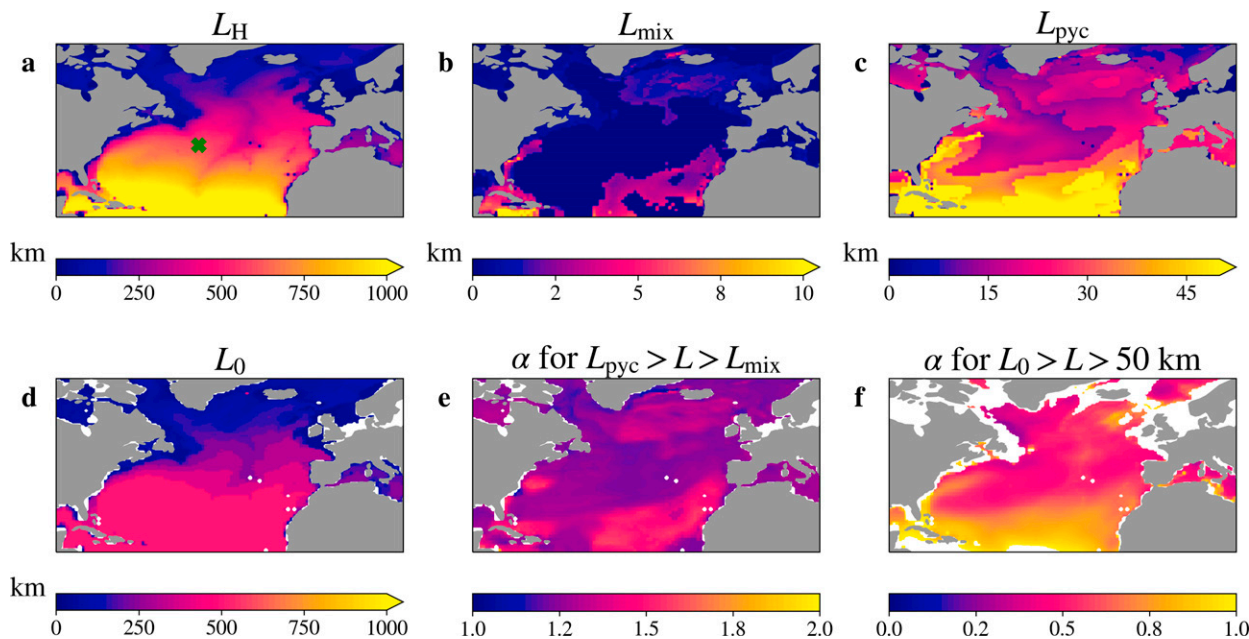 L_H
L_mix
L_pyc
a
b
c
km
0 250 500 750 1000
km
0 2 5 8 10
km
0 15 30 45
L_0
α for L_pyc > L > L_mix
α for L_0 > L > 50 km
d
e
f
km
0 250 500 750 1000
1.0 1.2 1.5 1.8 2.0
0.0 0.2 0.5 0.8 1.0